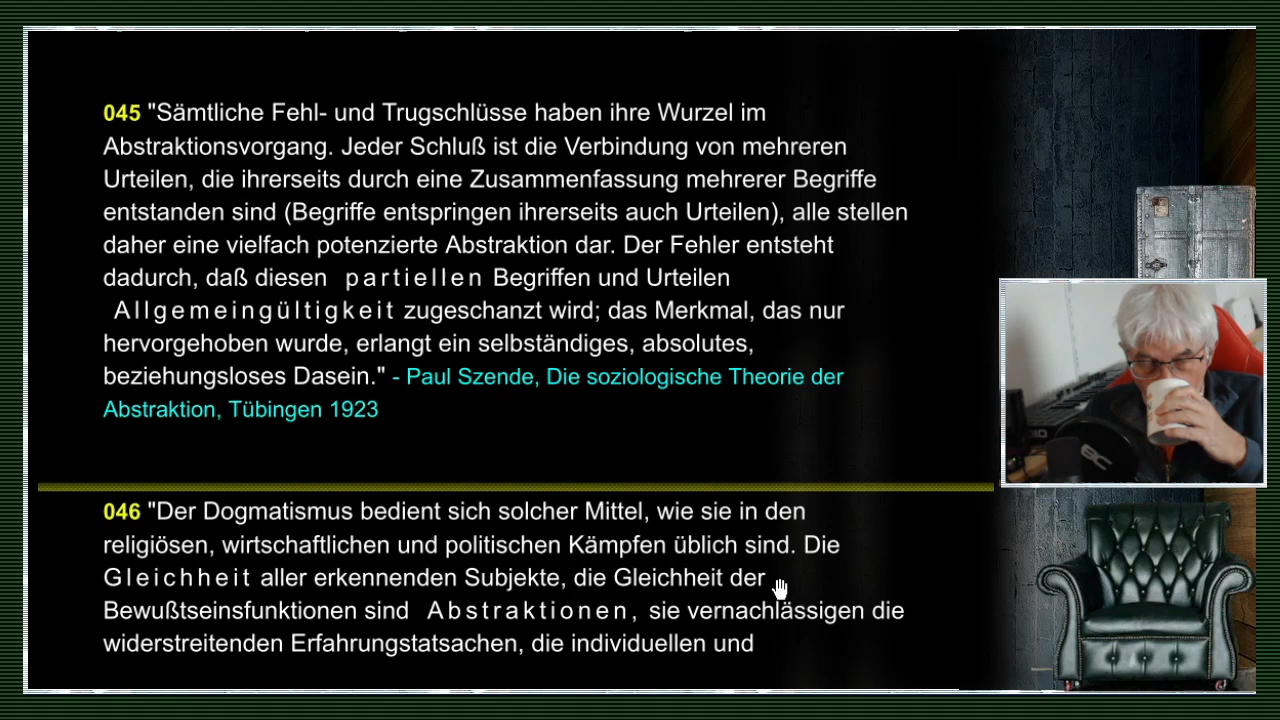 045 "Sämtliche Fehl- und Trugschlüsse haben ihre Wurzel im
Abstraktionsvorgang. Jeder Schluß ist die Verbindung von mehreren
Urteilen, die ihrerseits durch eine Zusammenfassung mehrerer Begriffe
entstanden sind (Begriffe entspringen ihrerseits auch Urteilen), alle stellen
daher eine vielfach potenzierte Abstraktion dar. Der Fehler entsteht
dadurch, daß diesen partiellen Begriffen und Urteilen
Allgemeingültigkeit zugeschanzt wird; das Merkmal, das nur
hervorgehoben wurde, erlangt ein selbständiges, absolutes,
beziehungsloses Dasein." - Paul Szende, Die soziologische Theorie der
Abstraktion, Tübingen 1923
046 "Der Dogmatismus bedient sich solcher Mittel, wie sie in den
religiösen, wirtschaftlichen und politischen Kämpfen üblich sind. Die
Gleichheit aller erkennenden Subjekte, die Gleichheit der
Bewußtseinsfunktionen sind Abstraktionen, sie vernachlässigen die
widerstreitenden Erfahrungstatsachen, die individuellen und